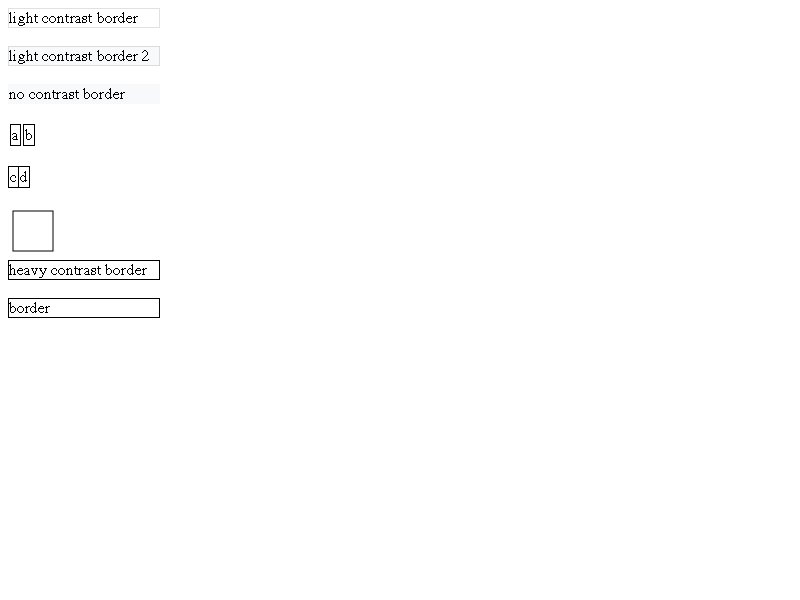 light contrast border
light contrast border 2
no contrast border
a b
c d
heavy contrast border
border